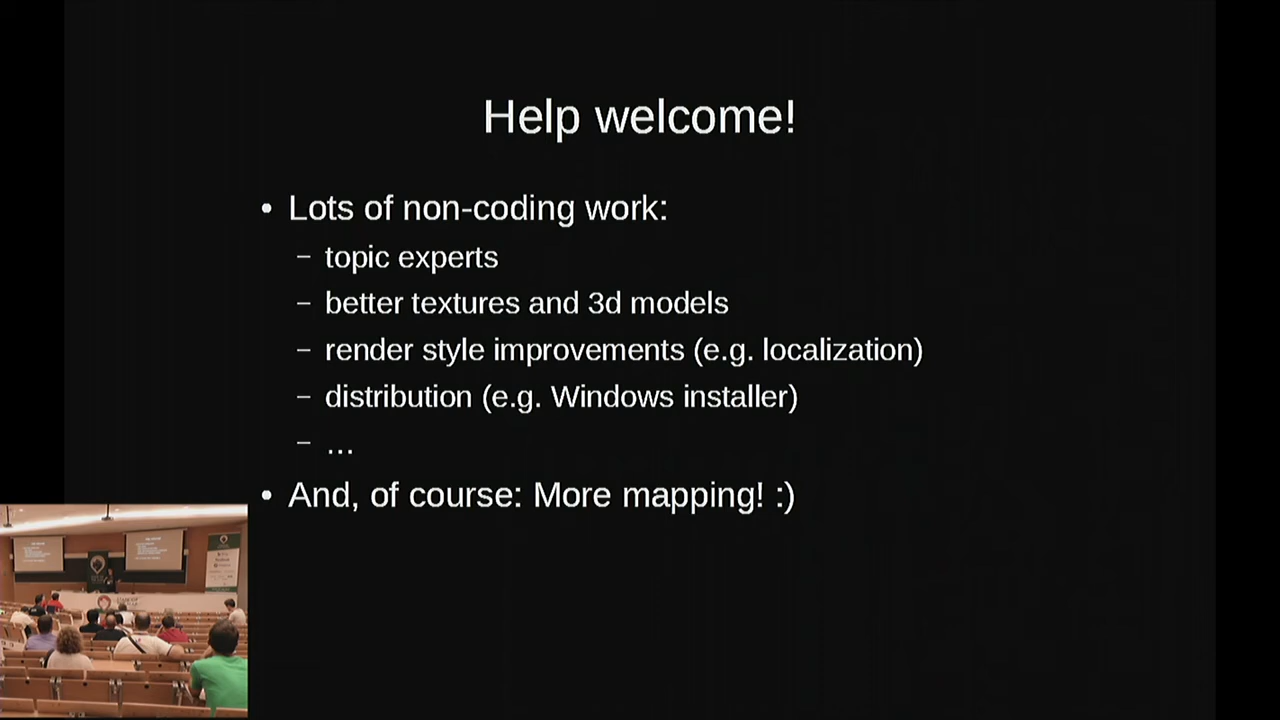 Help welcome!
• Lots of non-coding work:
– topic experts
– better textures and 3d models
– render style improvements (e.g. localization)
– distribution (e.g. Windows installer)
– ...
• And, of course: More mapping! :)